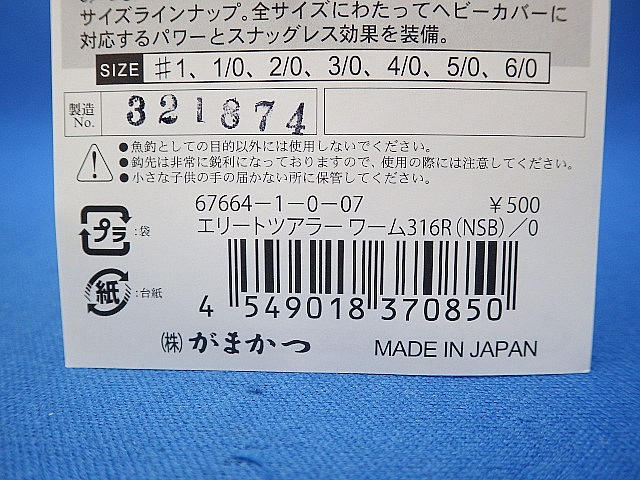 サイズラインナップ。全サイズにわたってヘビーカバーに
対応するパワーとスナッグレス効果を装備。
SIZE ♯1、1/0、2/0、3/0、4/0、5/0、6/0
製造No. 321874
●魚釣としての目的以外には使用しないでください。
●鈎先は非常に鋭利になっておりますので、使用の際には注意してください。
●小さな子供の手の届かない所に保管してください。
67664-1-0-07 ￥500
プラ :袋 エリートツアラー ワーム316R(NSB)／0
紙 :台紙
4 549018 370850
(株) がまかつ MADE IN JAPAN